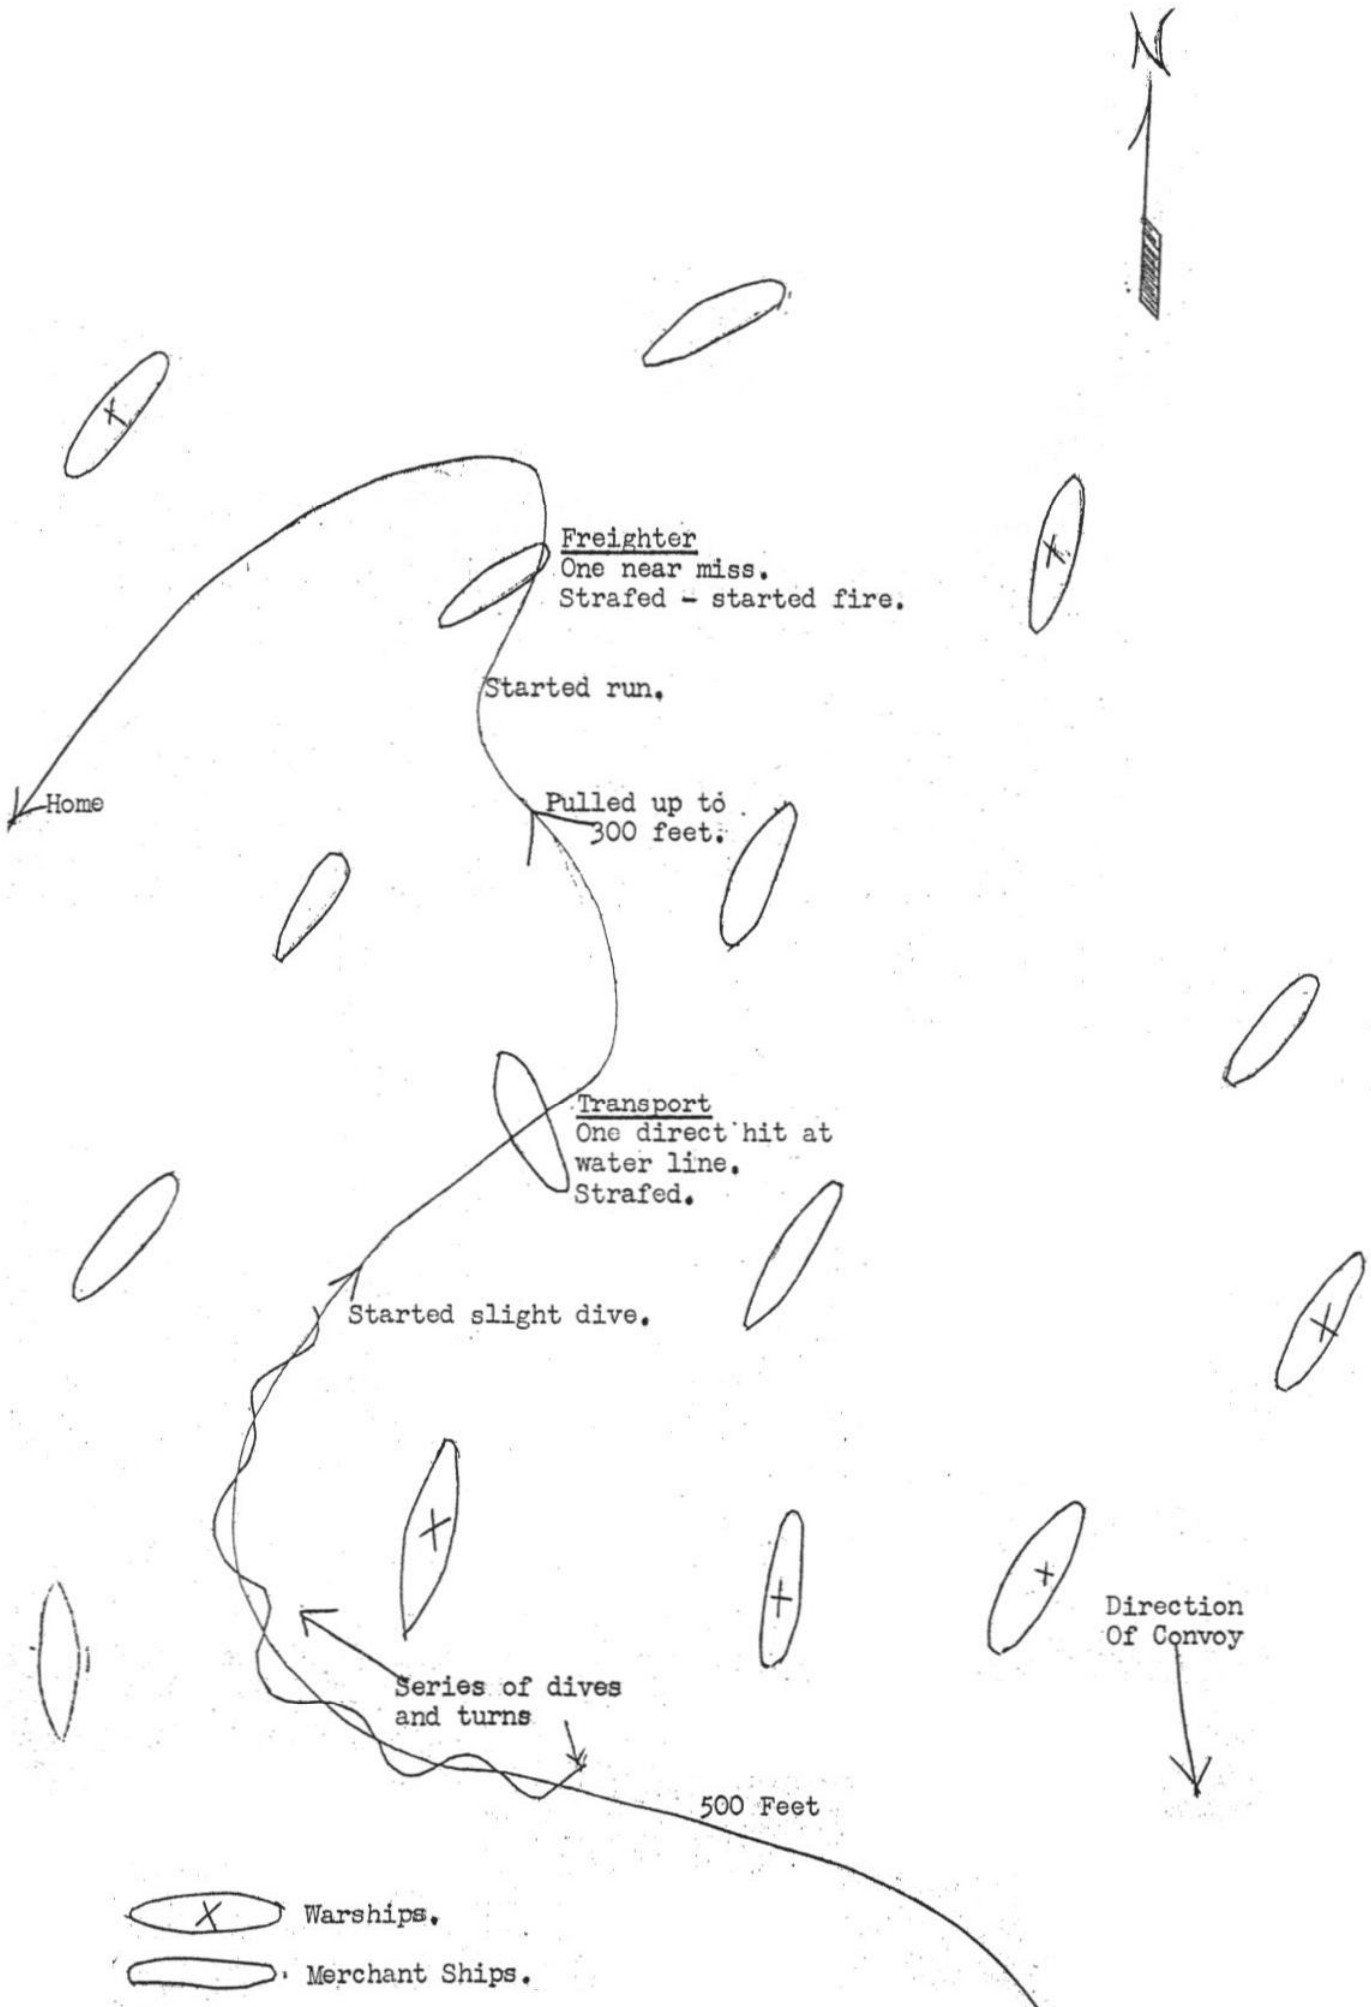 N
Freighter
One near miss.
Strafed - started fire.
Started run.
Home
Pulled up to
300 feet.
Transport
One direct hit at
water line.
Strafed.
Started slight dive.
Direction
Of Convoy
Series of dives
and turns
500 Feet
X Warships.
Merchant Ships.